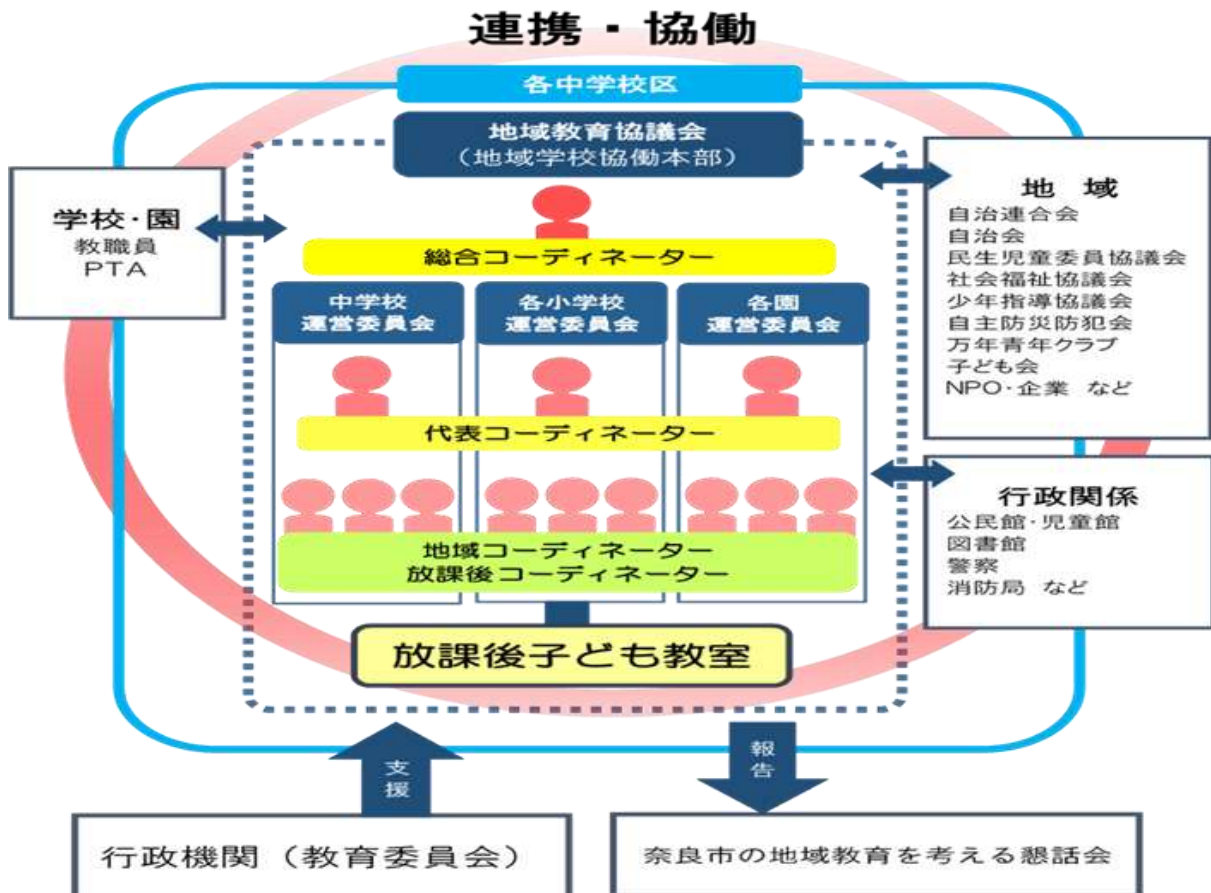 連携・協働
各中学校区
地域教育協議会
（地域学校協働本部）
学校・園
教職員
PTA
総合コーディネーター
中学校
運営委員会
各小学校
運営委員会
各園
運営委員会
代表コーディネーター
地域コーディネーター
放課後コーディネーター
放課後子ども教室
地　域
自治連合会
自治会
民生児童委員協議会
社会福祉協議会
少年指導協議会
自主防災防犯会
万年青年クラブ
子ども会
NPO・企業 など
行政関係
公民館・児童館
図書館
警察
消防局 など
支援
報告
行政機関（教育委員会）
奈良市の地域教育を考える懇話会